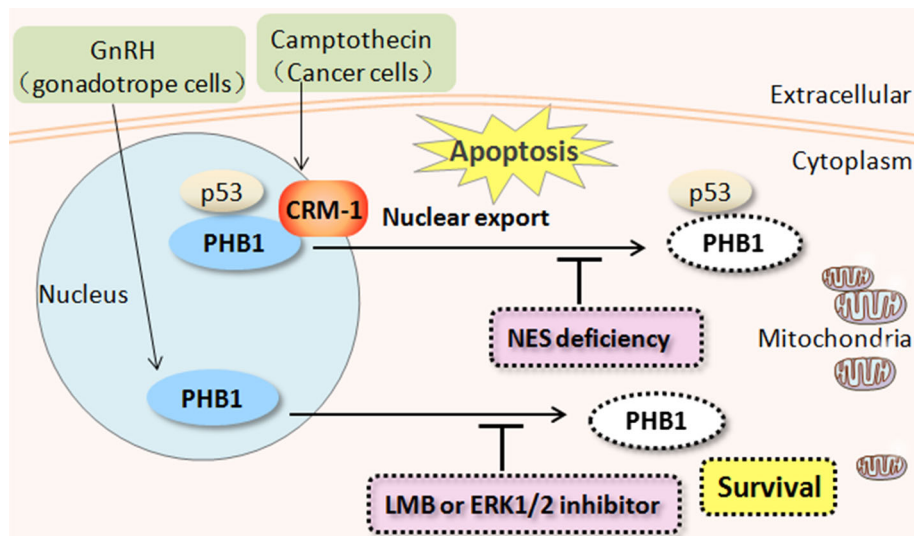 GnRH
（gonadotrope cells）
Camptothecin
（Cancer cells）
Extracellular
Apoptosis
Cytoplasm
p53
CRM-1
PHB1
Nuclear export
p53
PHB1
Nucleus
NES deficiency
Mitochondria
PHB1
PHB1
LMB or ERK1/2 inhibitor
Survival